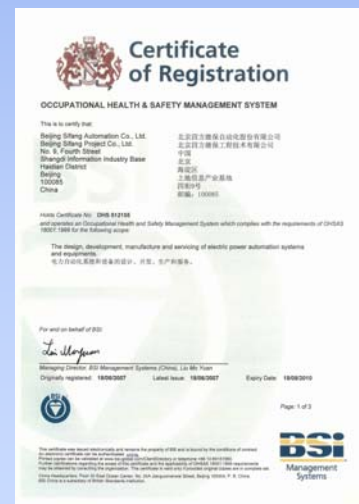 Certificate
of Registration
OCCUPATIONAL HEALTH & SAFETY MANAGEMENT SYSTEM
This is to certify that:
Beijing Sifang Automation Co., Ltd.
Beijing Sifang Project Co., Ltd.
No. 9, Fourth Street
Shangdi Information Industry Base
Haidian District
Beijing
100085
China
北京四方继保自动化股份有限公司
北京四方继保工程技术有限公司
中国
北京
海淀区
上地信息产业基地
四街9号
邮编：100085
Holds Certificate No: OHS 512155
and operates an Occupational Health and Safety Management System which complies with the requirements of OHSAS
18001:1999 for the following scope:
The design, development, manufacture and servicing of electric power automation systems
and equipments.
电力自动化系统和设备的设计、开发、生产和服务。
For and on behalf of BSI:
Managing Director, BSI Management Systems (China), Liu Mo Yuan
Originally registered: 18/06/2007 Latest Issue: 18/06/2007 Expiry Date: 18/06/2010
Page: 1 of 3
BSi
Management
Systems